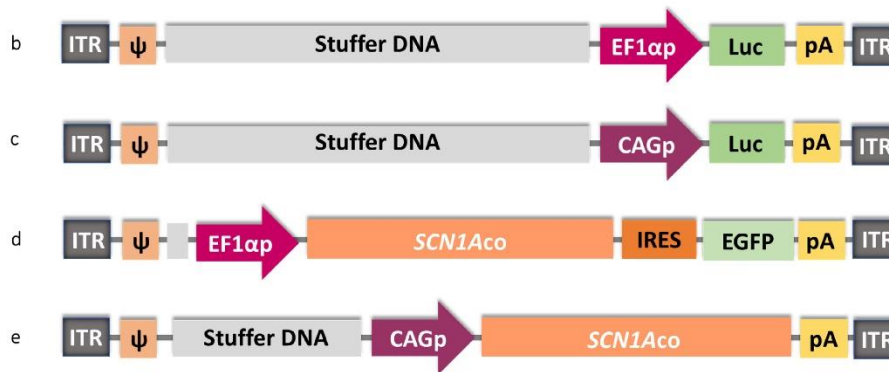 b ITR ψ Stuffer DNA EF1αp Luc pA ITR
c ITR ψ Stuffer DNA CAGp Luc pA ITR
d ITR ψ EF1αp SCN1Aco IRES EGFP pA ITR
e ITR ψ Stuffer DNA CAGp SCN1Aco pA ITR